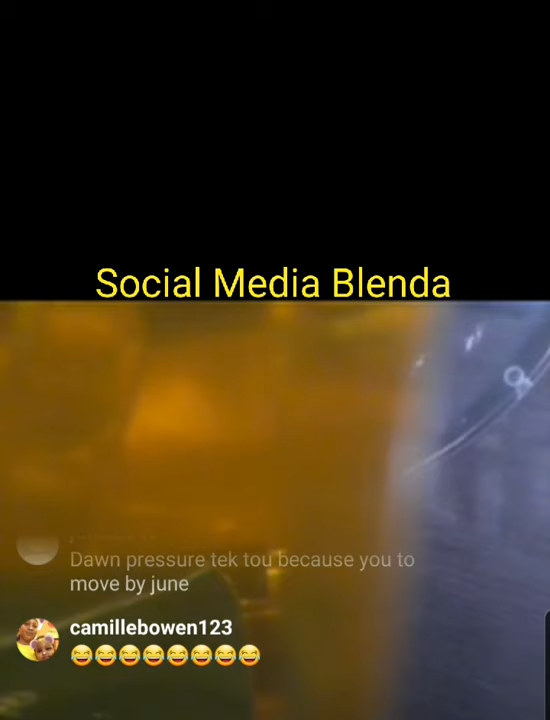 Social Media Blenda
Dawn pressure tek tou because you to
move by june
camillebowen123
😂😂😂😂😂😂😂😂